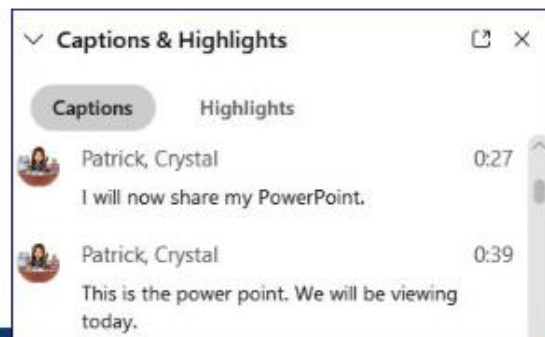 Captions & Highlights
Captions Highlights
Patrick, Crystal 0:27
I will now share my PowerPoint.
Patrick, Crystal 0:39
This is the power point. We will be viewing
today.